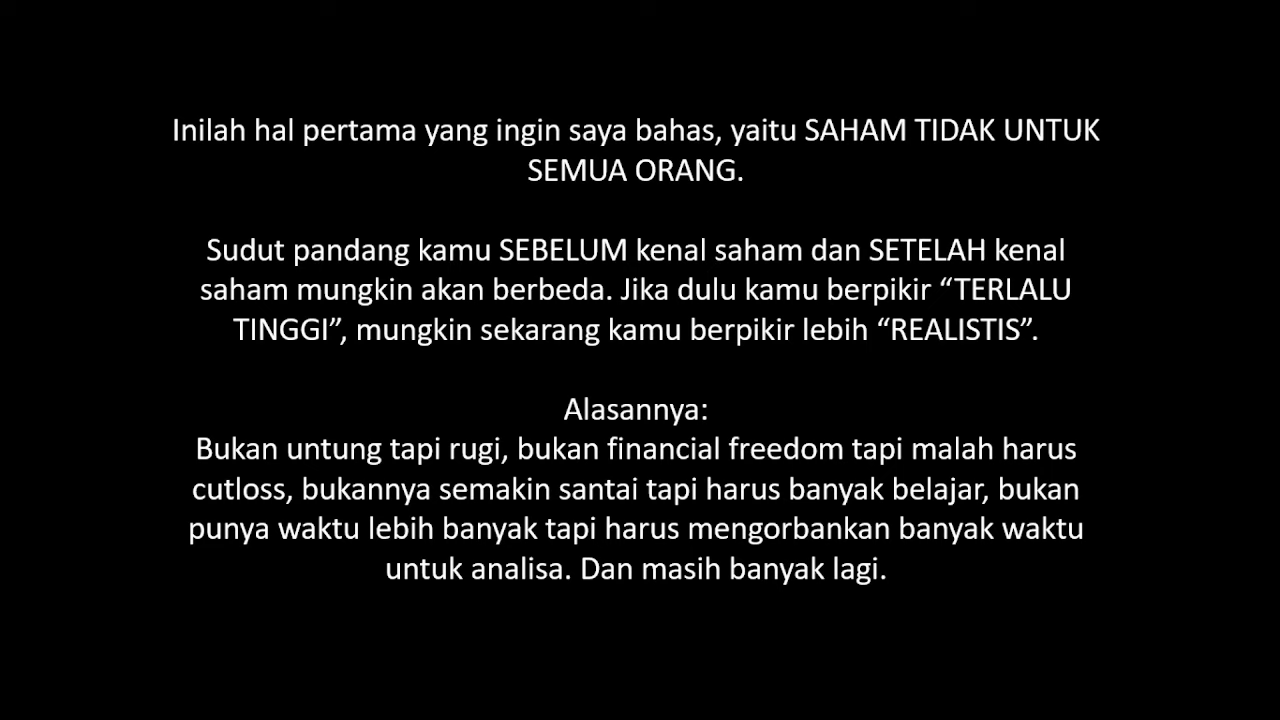 Inilah hal pertama yang ingin saya bahas, yaitu SAHAM TIDAK UNTUK
SEMUA ORANG.
Sudut pandang kamu SEBELUM kenal saham dan SETELAH kenal
saham mungkin akan berbeda. Jika dulu kamu berpikir “TERLALU
TINGGI”, mungkin sekarang kamu berpikir lebih “REALISTIS”.
Alasannya:
Bukan untung tapi rugi, bukan financial freedom tapi malah harus
cutloss, bukannya semakin santai tapi harus banyak belajar, bukan
punya waktu lebih banyak tapi harus mengorbankan banyak waktu
untuk analisa. Dan masih banyak lagi.